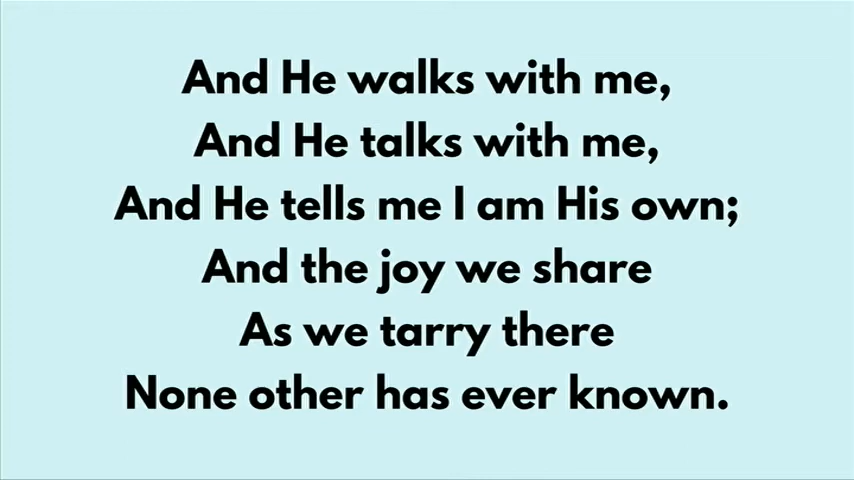 And He walks with me,
And He talks with me,
And He tells me I am His own;
And the joy we share
As we tarry there
None other has ever known.